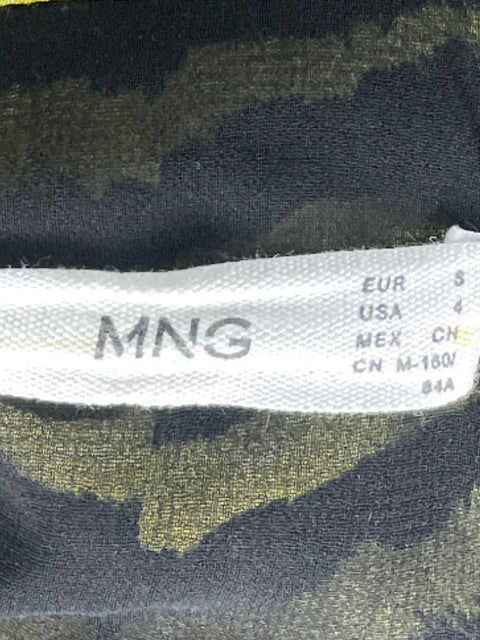 MNG
EUR S
USA 4
MEX CH
CN M-160/
84A